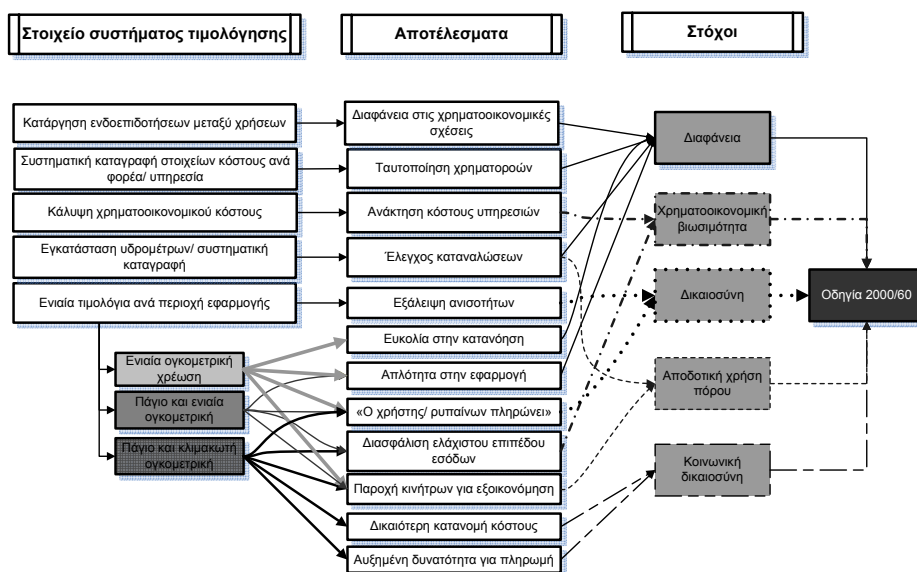 Στοιχείο συστήματος τιμολόγησης
Αποτέλεσματα
Στόχοι
Κατάργηση ενδοεπιδοτήσεων μεταξύ χρήσεων
Συστηματική καταγραφή στοιχείων κόστους ανά
φορέα/ υπηρεσία
Κάλυψη χρηματοοικονομικού κόστους
Εγκατάσταση υδρομέτρων/ συστηματική
καταγραφή
Ενιαία τιμολόγια ανά περιοχή εφαρμογής
Ενιαία ογκομετρική
χρέωση
Πάγιο και ενιαία
ογκομετρική
Πάγιο και κλιμακωτή
ογκομετρική
Διαφάνεια στις χρηματοοικονομικές
σχέσεις
Ταυτοποίηση χρηματοροών
Ανάκτηση κόστους υπηρεσιών
Έλεγχος καταναλώσεων
Εξάλειψη ανισοτήτων
Ευκολία στην κατανόηση
Απλότητα στην εφαρμογή
«Ο χρήστης/ ρυπαίνων πληρώνει»
Διασφάλιση ελάχιστου επιπέδου
εσόδων
Παροχή κινήτρων για εξοικονόμηση
Δικαιότερη κατανομή κόστους
Αυξημένη δυνατότητα για πληρωμή
Διαφάνεια
Χρηματοοικονομική
βιωσιμότητα
Δικαιοσύνη
Αποδοτική χρήση
πόρου
Κοινωνική
δικαιοσύνη
Οδηγία 2000/60